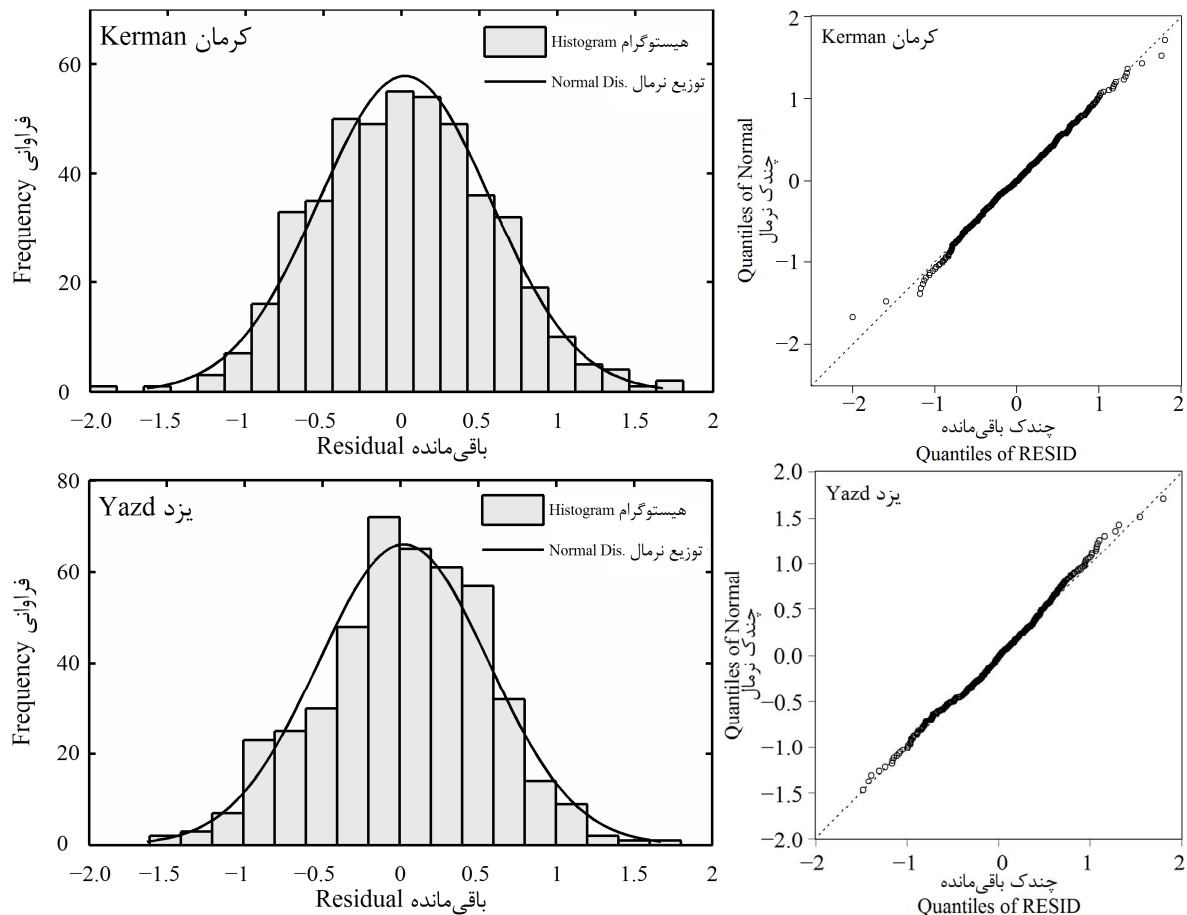 Kerman کرمان
Histogram هیستوگرام
Normal Dis. توزیع نرمال
Frequency فراوانی
60
40
20
0
−2.0 −1.5 −1 −0.5 0 0.5 1 1.5 2
Residual باقی‌مانده
Kerman کرمان
Quantiles of Normal
چندک نرمال
2
1
0
−1
−2
−2 −1 0 1 2
چندک باقی‌مانده
Quantiles of RESID
Yazd یزد
Histogram هیستوگرام
Normal Dis. توزیع نرمال
Frequency فراوانی
80
60
40
20
0
−2.0 −1.5 −1 −0.5 0 0.5 1 1.5 2
Residual باقی‌مانده
Yazd یزد
Quantiles of Normal
چندک نرمال
2.0
1.5
1.0
0.5
0.0
−0.5
−1.0
−1.5
−2.0
−2 −1 0 1 2
چندک باقی‌مانده
Quantiles of RESID